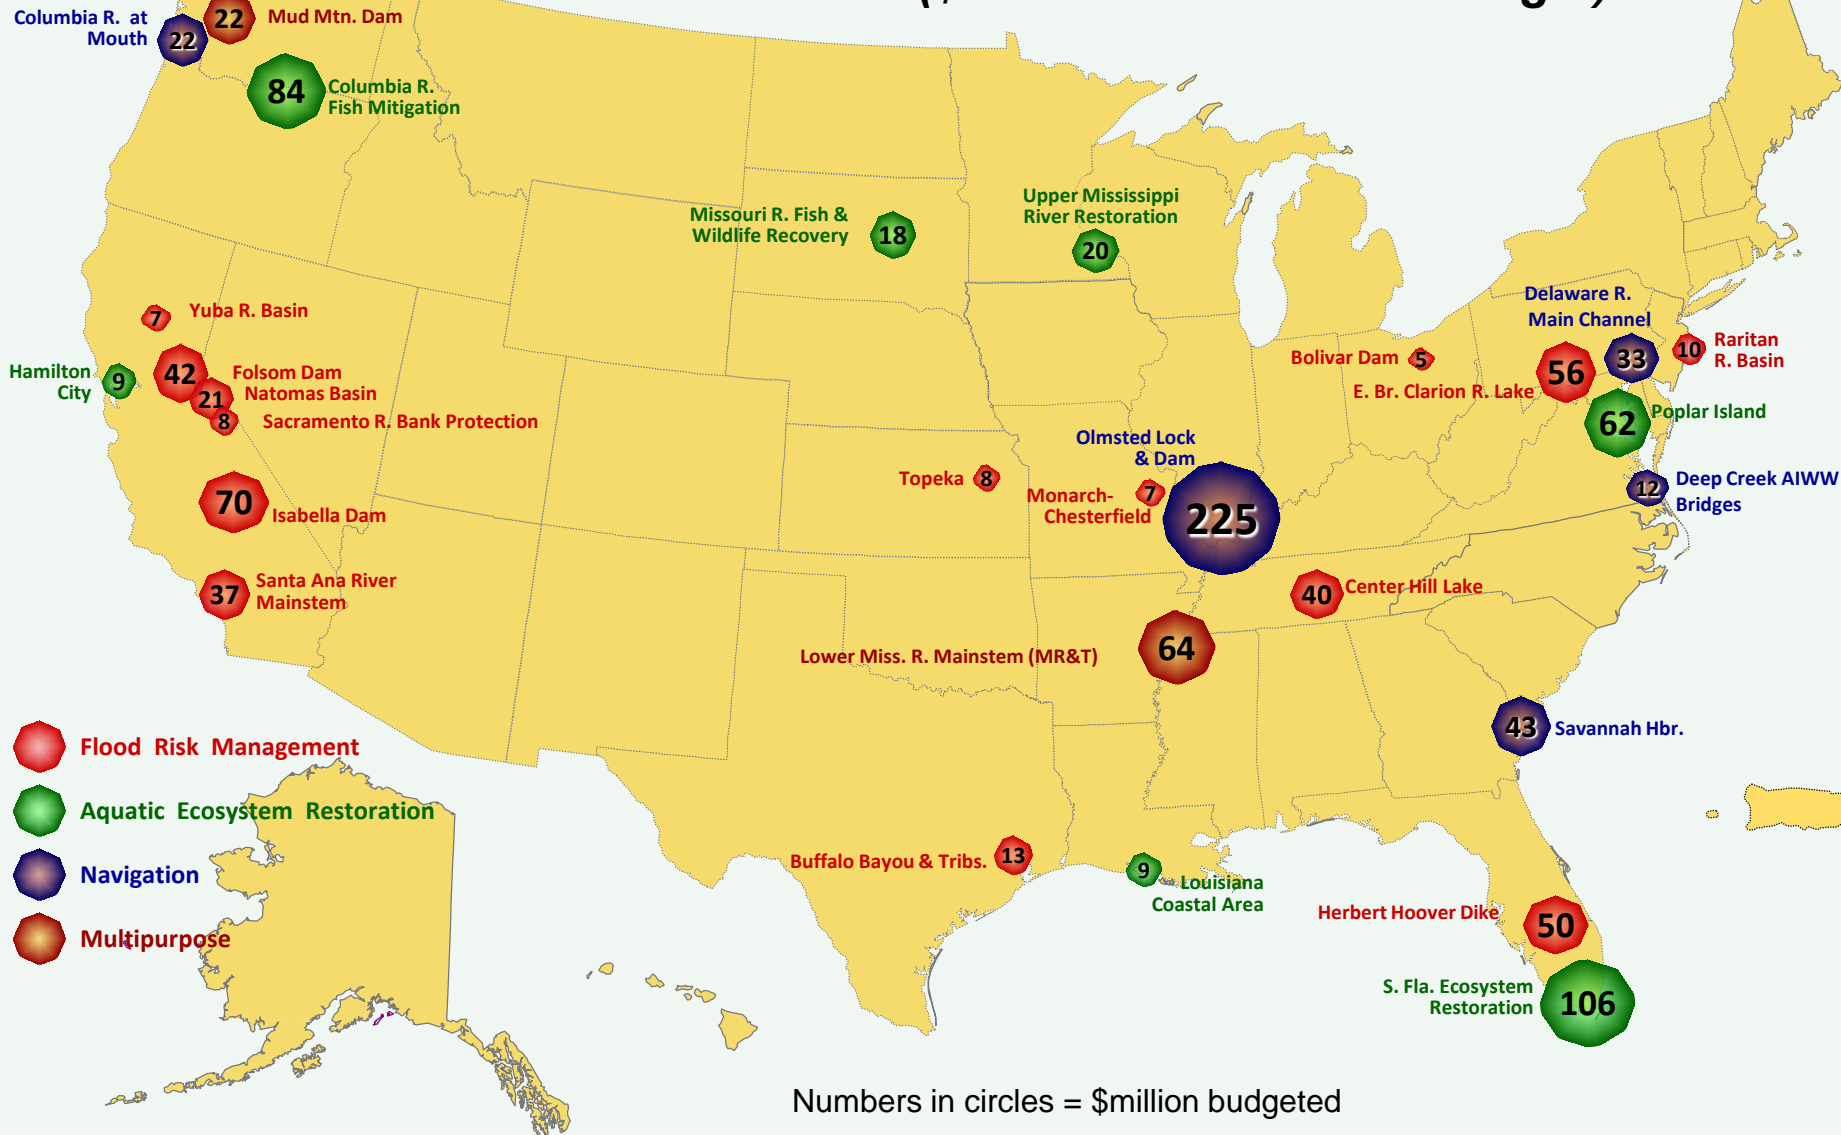 Columbia R. at
Mouth
22
22
Mud Mtn. Dam
84
Columbia R.
Fish Mitigation
Missouri R. Fish &
Wildlife Recovery
18
Upper Mississippi
River Restoration
20
7
Yuba R. Basin
Hamilton
City
9
42
Folsom Dam
21
Natomas Basin
8
Sacramento R. Bank Protection
70
Isabella Dam
37
Santa Ana River
Mainstem
Delaware R.
Main Channel
33
10
Raritan
R. Basin
Bolivar Dam
5
E. Br. Clarion R. Lake
56
62
Poplar Island
12
Deep Creek AIWW
Bridges
Olmsted Lock
& Dam
225
Topeka
8
Monarch-
Chesterfield
7
40
Center Hill Lake
Lower Miss. R. Mainstem (MR&T)
64
43
Savannah Hbr.
Flood Risk Management
Aquatic Ecosystem Restoration
Navigation
Multipurpose
Buffalo Bayou & Tribs.
13
9
Louisiana
Coastal Area
Herbert Hoover Dike
50
S. Fla. Ecosystem
Restoration
106
Numbers in circles = $million budgeted